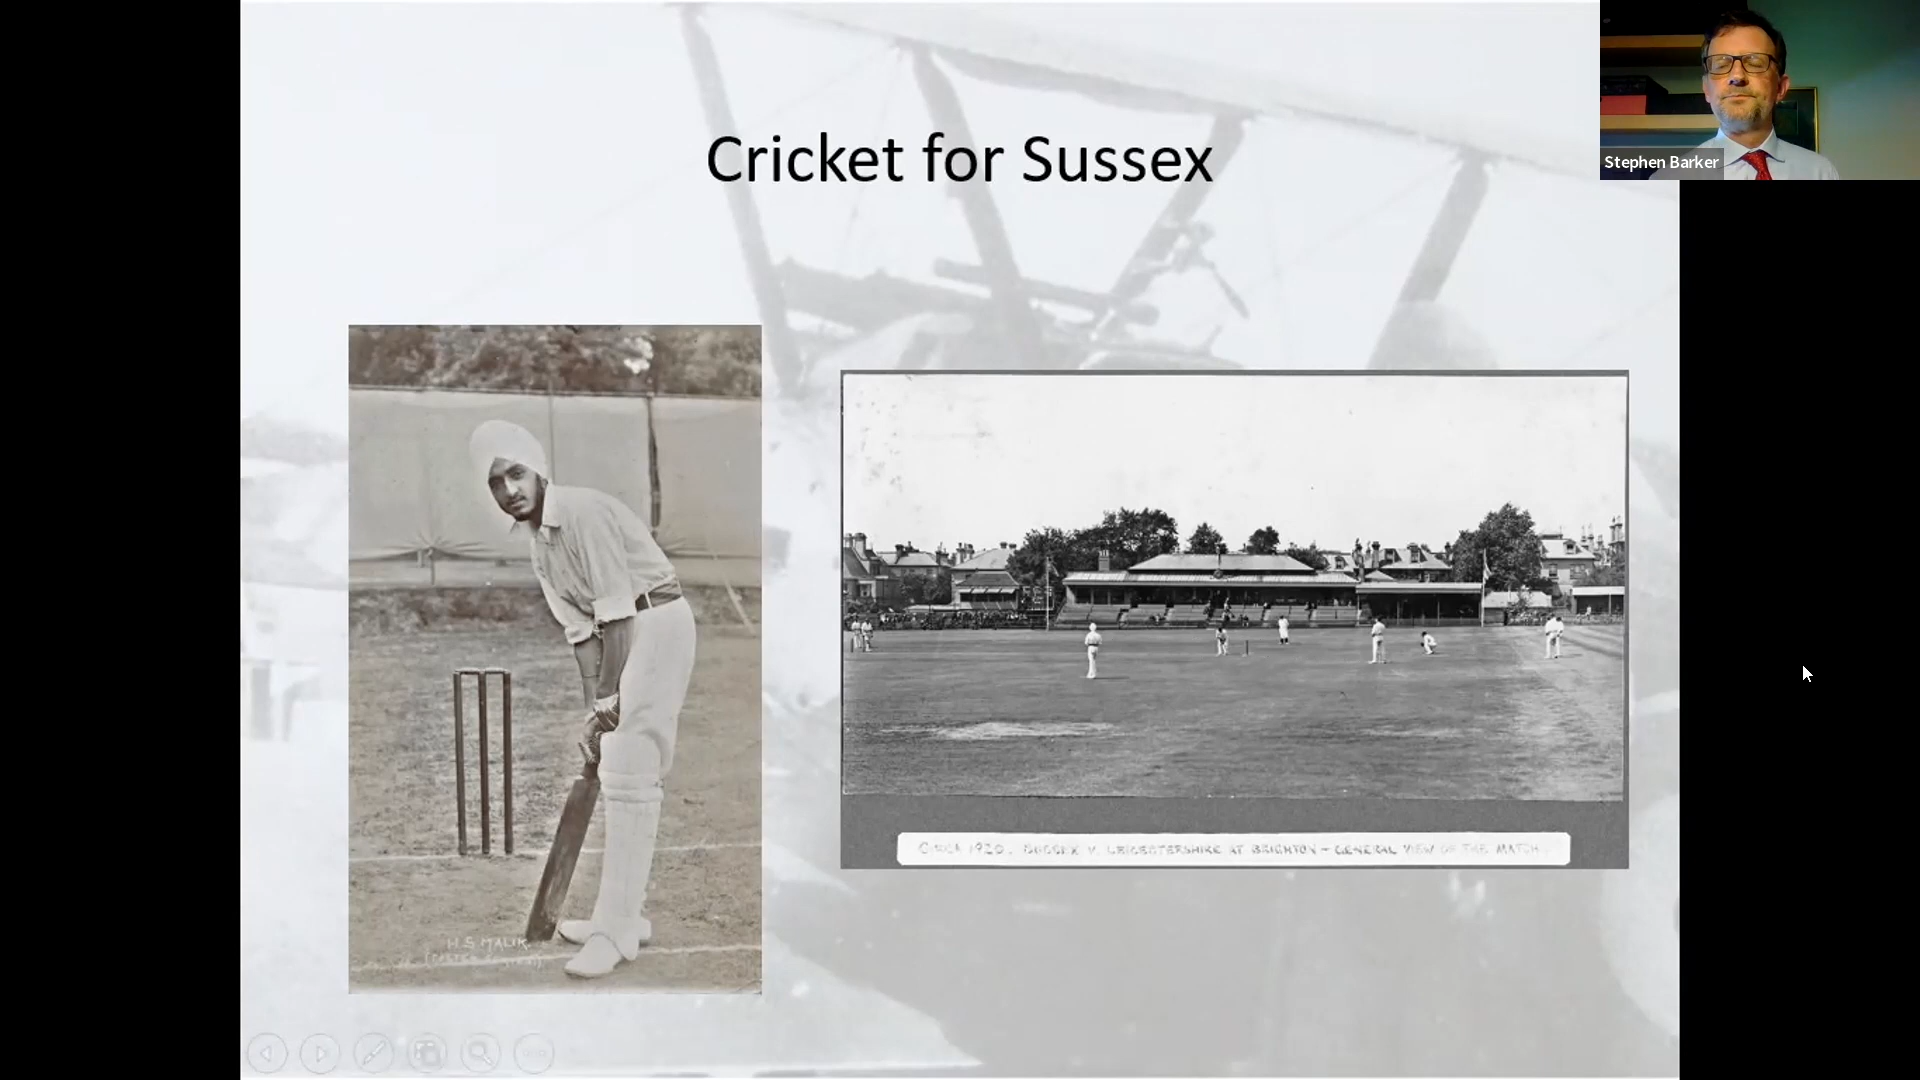 Cricket for Sussex
Stephen Barker
H S MALIK.
CIRCA 1920. SUSSEX V. LEICESTERSHIRE AT BRIGHTON - GENERAL VIEW OF THE MATCH.